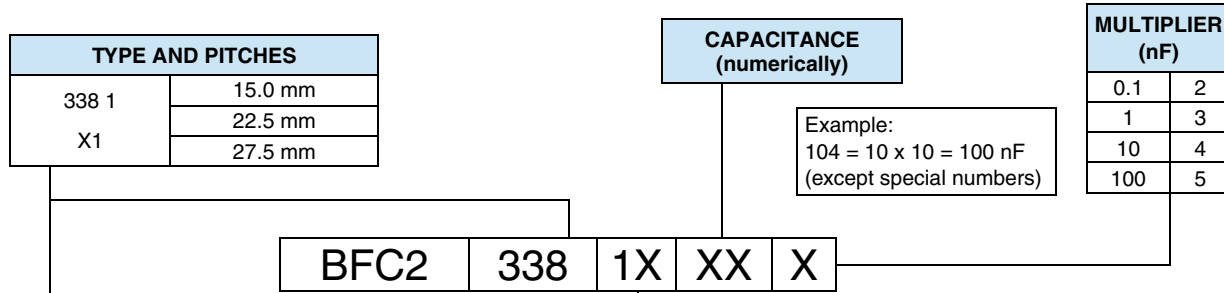 TYPE AND PITCHES
338 1
X1
15.0 mm
22.5 mm
27.5 mm
CAPACITANCE
(numerically)
Example:
104 = 10 x 10 = 100 nF
(except special numbers)
MULTIPLIER
(nF)
0.1 2
1 3
10 4
100 5
BFC2 338 1X XX X